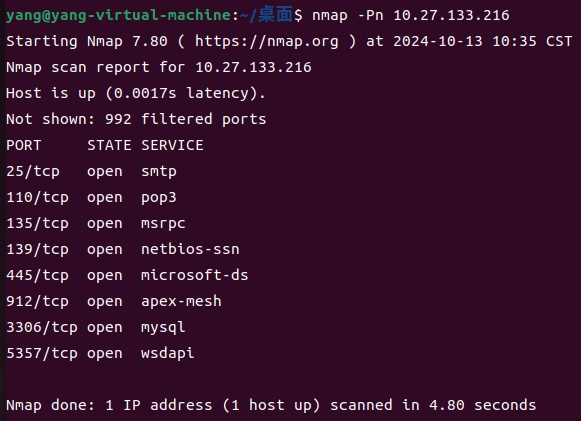 yang@yang-virtual-machine:~/桌面$ nmap -Pn 10.27.133.216
Starting Nmap 7.80 ( https://nmap.org ) at 2024-10-13 10:35 CST
Nmap scan report for 10.27.133.216
Host is up (0.0017s latency).
Not shown: 992 filtered ports
PORT     STATE SERVICE
25/tcp   open  smtp
110/tcp  open  pop3
135/tcp  open  msrpc
139/tcp  open  netbios-ssn
445/tcp  open  microsoft-ds
912/tcp  open  apex-mesh
3306/tcp open  mysql
5357/tcp open  wsdapi
Nmap done: 1 IP address (1 host up) scanned in 4.80 seconds